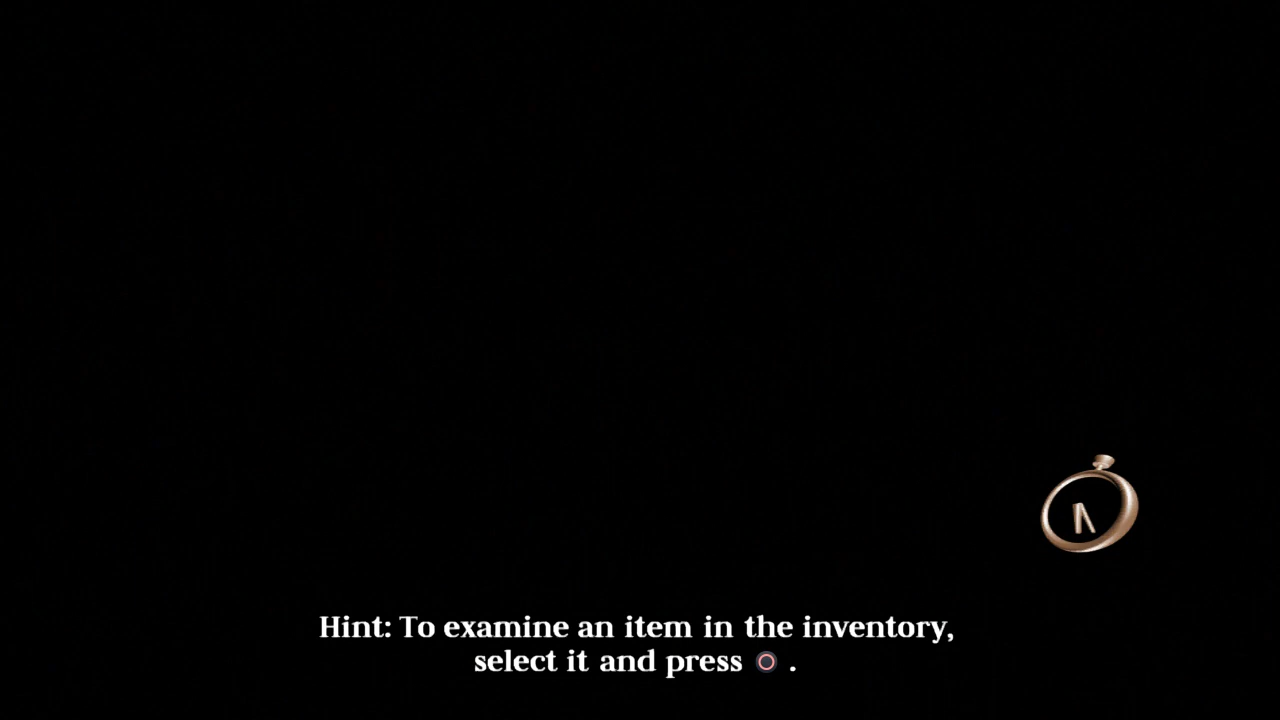 Hint: To examine an item in the inventory,
select it and press ○ .